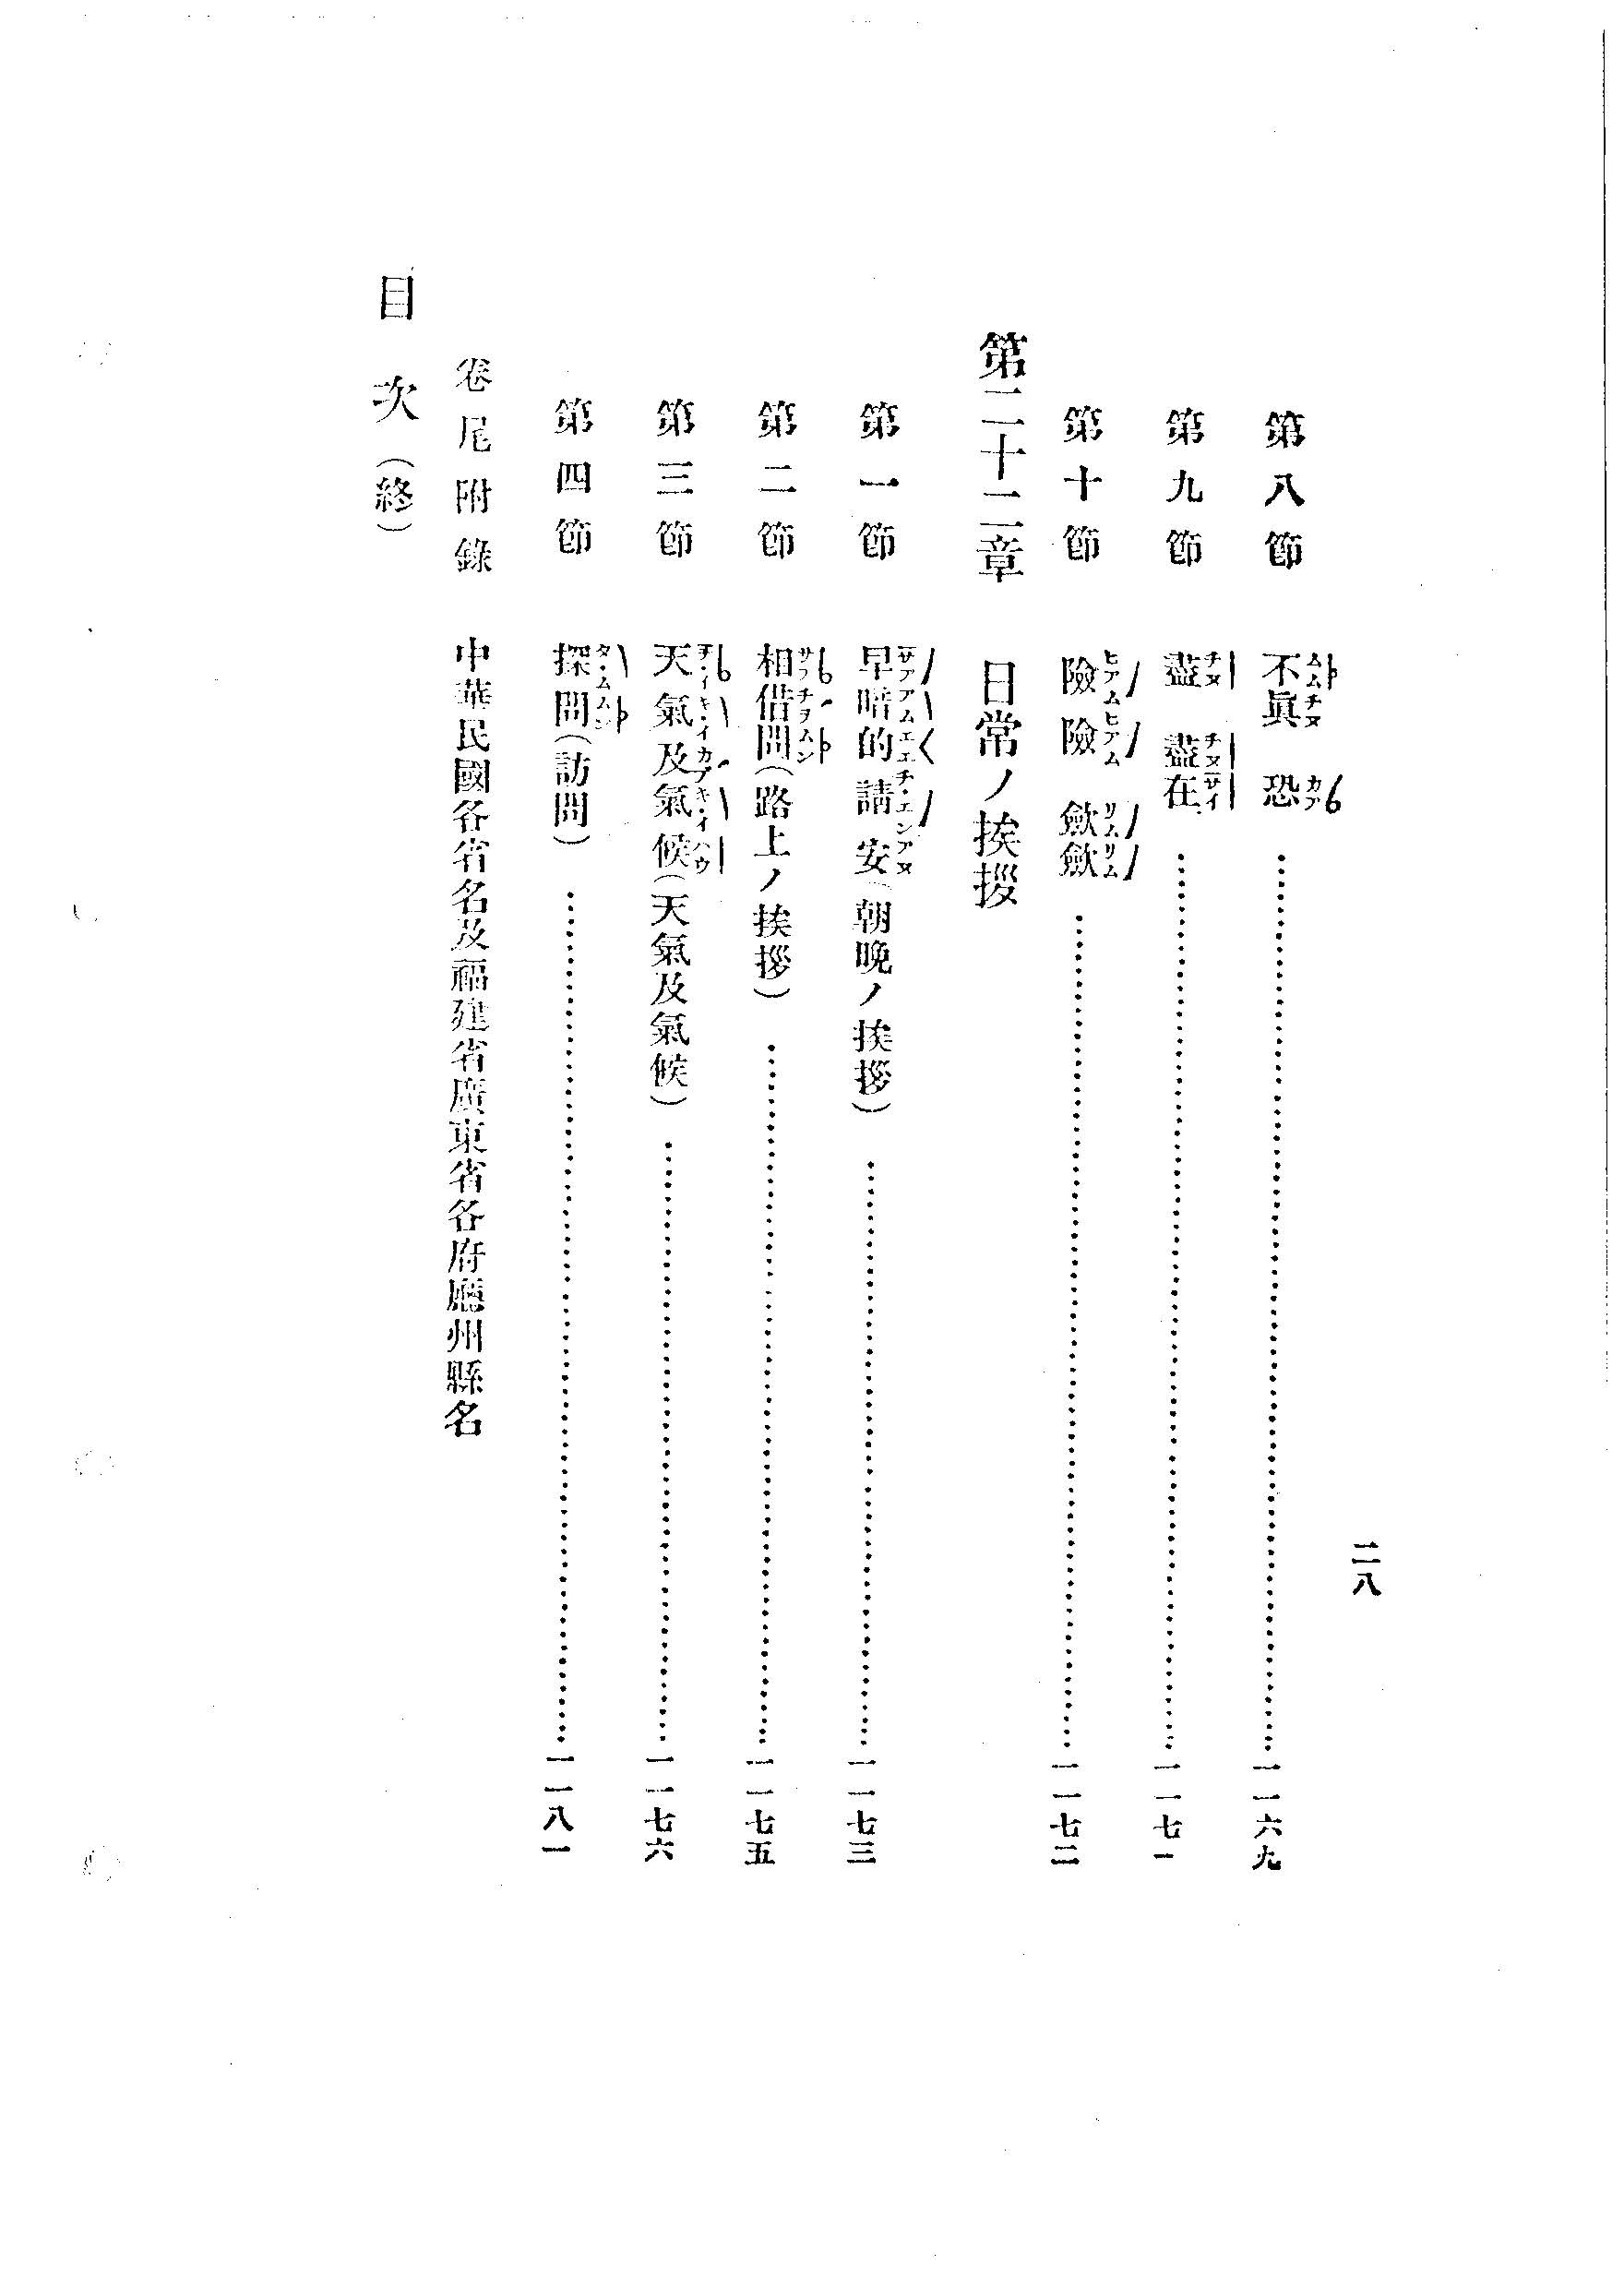 二八
第八節 不眞 恐……一一六九
第九節 盡 盡在……一一七一
第十節 險險 歛歛……一一七二
第二十二章 日常ノ挨拶
第一節 早暗的請安(朝晚ノ挨拶)……一一七三
第二節 相借問(路上ノ挨拶)……一一七五
第三節 天氣及氣候(天氣及氣候)……一一七六
第四節 探問(訪問)……一一八一
卷尾附錄 中華民國各省名及福建省廣東省各府廳州縣名
目次(終)